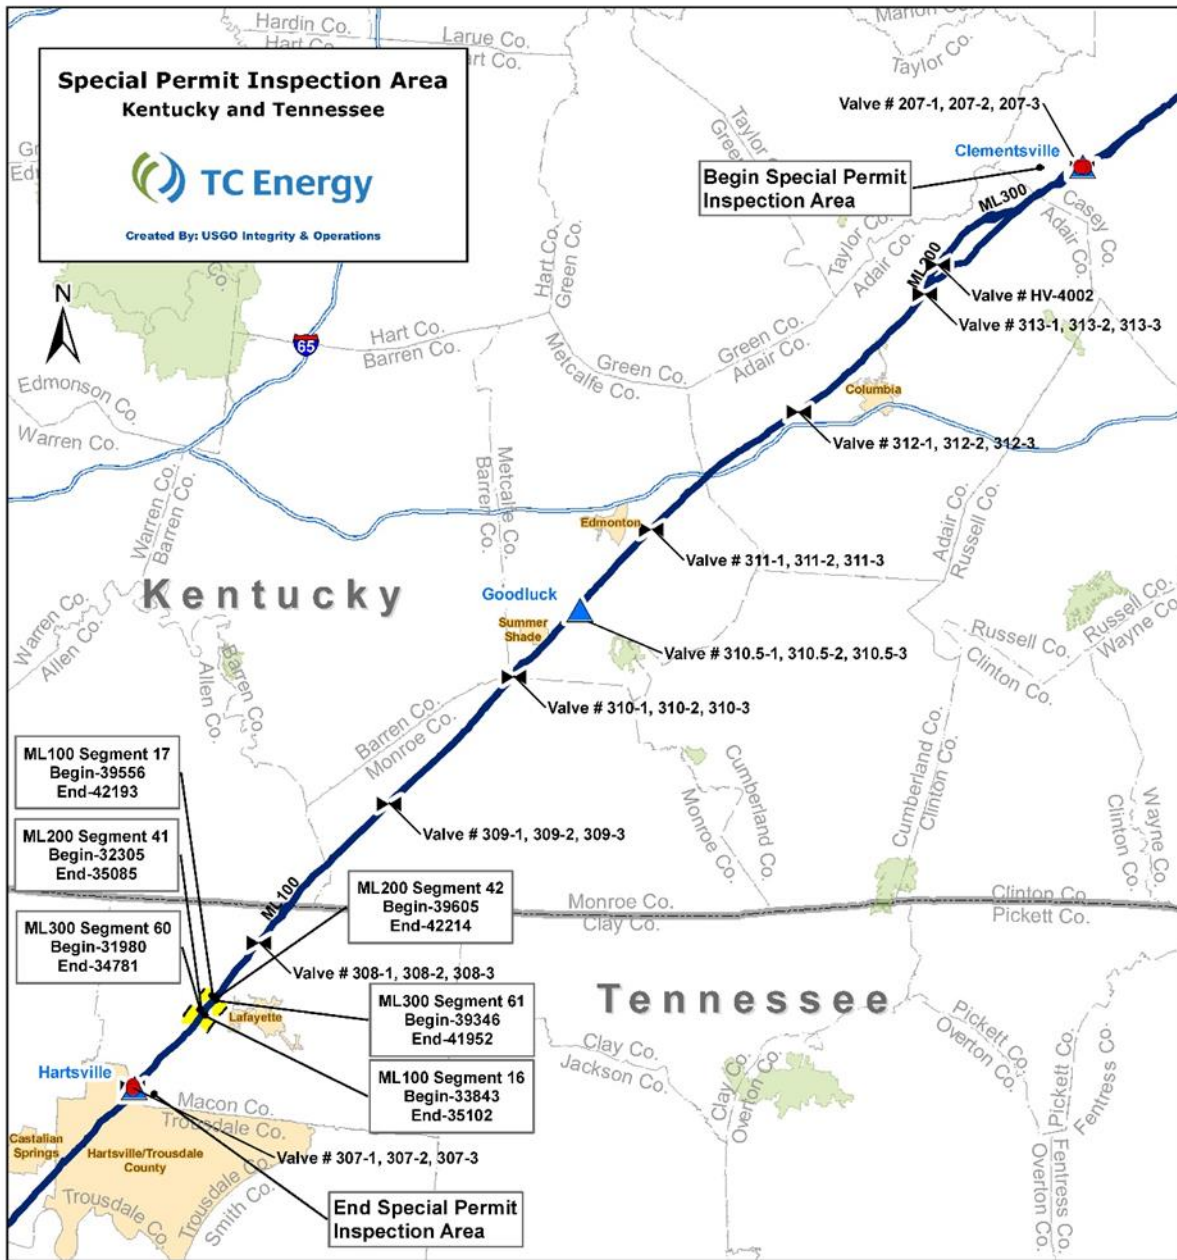 Special Permit Inspection Area
Kentucky and Tennessee
TC Energy
Created By: USGO Integrity & Operations
N
Hardin Co.
Hart Co.
Larue Co.
Hart Co.
Marion Co.
Taylor Co.
Valve # 207-1, 207-2, 207-3
Clementsville
Begin Special Permit
Inspection Area
Taylor Co.
Green Co.
ML300
Casey Co.
Adair Co.
Taylor Co.
Adair Co.
ML200
Valve # HV-4002
Valve # 313-1, 313-2, 313-3
Hart Co.
Green Co.
65
Hart Co.
Barren Co.
Green Co.
Metcalfe Co.
Green Co.
Adair Co.
Edmonson Co.
Warren Co.
Columbia
Valve # 312-1, 312-2, 312-3
Metcalfe Co.
Barren Co.
Warren Co.
Barren Co.
Edmonton
Valve # 311-1, 311-2, 311-3
Adair Co.
Russell Co.
Kentucky
Goodluck
Summer
Shade
Valve # 310.5-1, 310.5-2, 310.5-3
Russell Co.
Wayne Co.
Russell Co.
Clinton Co.
Warren Co.
Allen Co.
Barren Co.
Allen Co.
Valve # 310-1, 310-2, 310-3
Barren Co.
Monroe Co.
ML100 Segment 17
Begin-39556
End-42193
Cumberland Co.
Monroe Co.
Cumberland Co.
Clinton Co.
Wayne Co.
Clinton Co.
Valve # 309-1, 309-2, 309-3
ML200 Segment 41
Begin-32305
End-35085
ML100
ML200 Segment 42
Begin-39605
End-42214
Monroe Co.
Clay Co.
Clinton Co.
Pickett Co.
ML300 Segment 60
Begin-31980
End-34781
Valve # 308-1, 308-2, 308-3
Tennessee
ML300 Segment 61
Begin-39346
End-41952
Lafayette
Pickett Co.
Overton Co.
Pickett Co.
Fentress Co.
Clay Co.
Jackson Co.
Clay Co.
Overton Co.
ML100 Segment 16
Begin-33843
End-35102
Hartsville
Macon Co.
Trousdale Co.
Castalian
Springs
Hartsville/Trousdale
County
Valve # 307-1, 307-2, 307-3
Trousdale Co.
Smith Co.
Trousdale Co.
End Special Permit
Inspection Area
Fentress Co.
Overton Co.